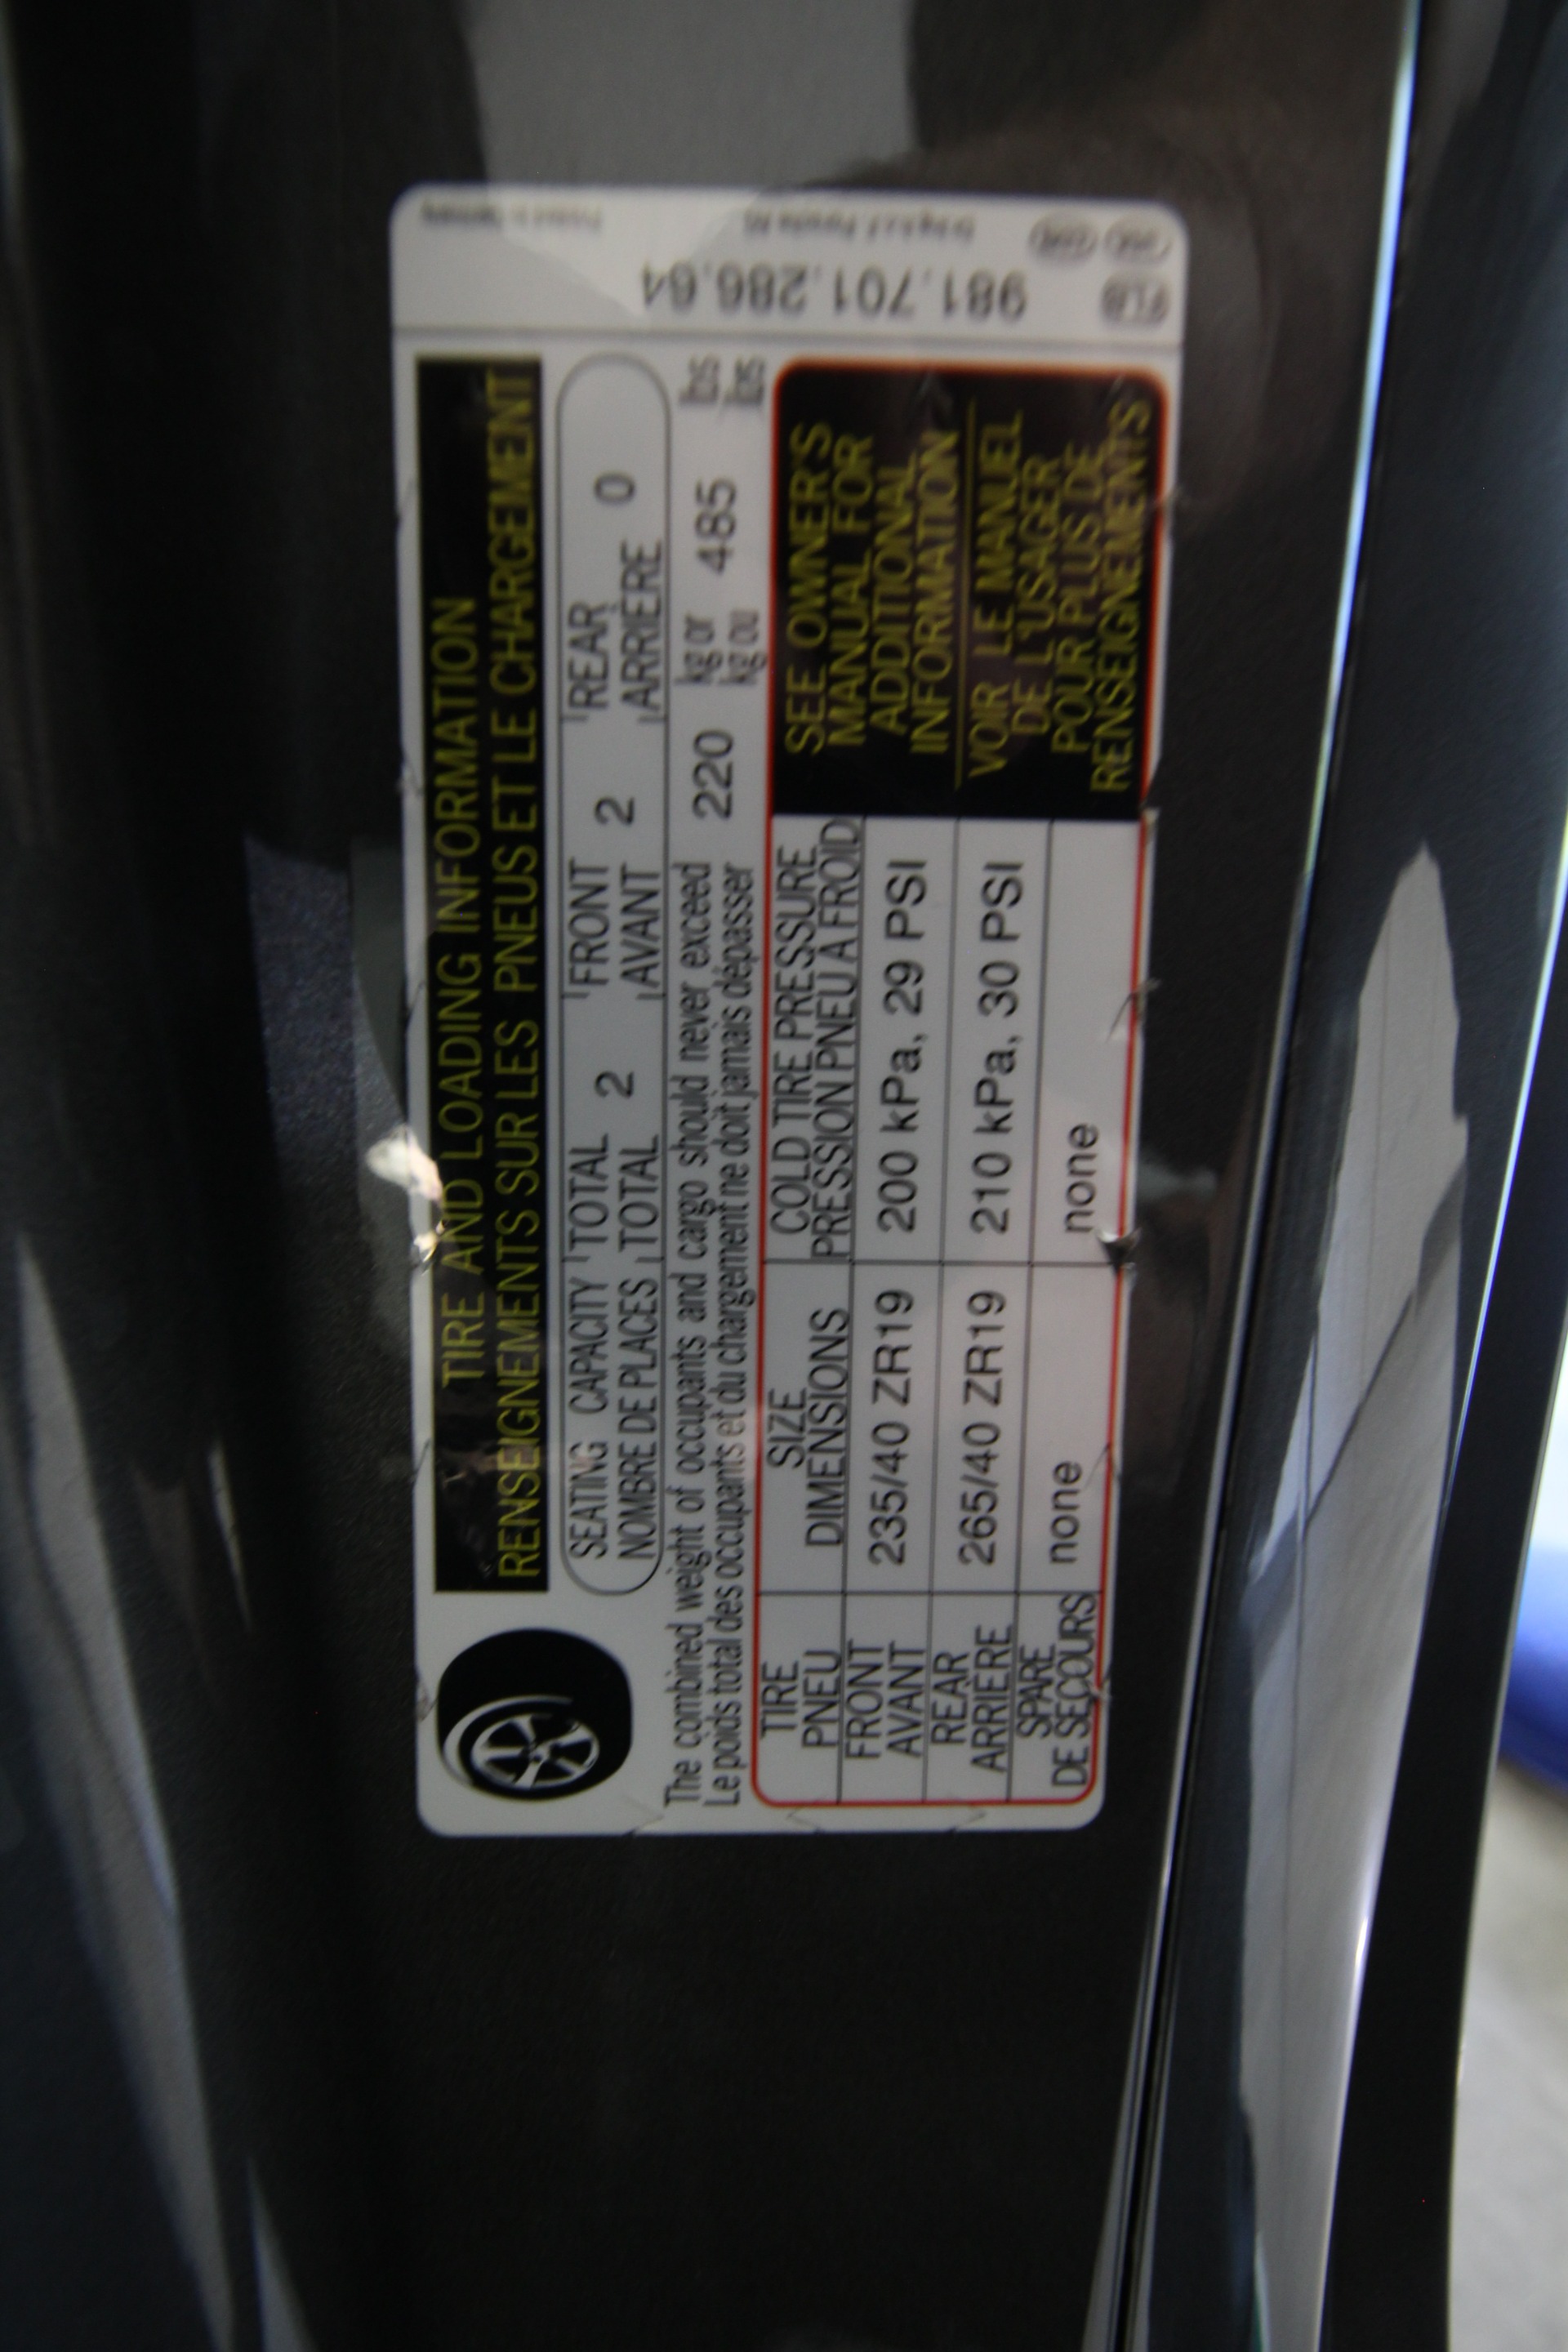 TIRE AND LOADING INFORMATION
RENSEIGNEMENTS SUR LES PNEUS ET LE CHARGEMENT
SEATING CAPACITY TOTAL 2 FRONT 2 REAR 0
NOMBRE DE PLACES TOTAL AVANT ARRIÈRE
The combined weight of occupants and cargo should never exceed 220 kg or 485 lbs
Le poids total des occupants et du chargement ne doit jamais dépasser kg ou lbs
TIRE SIZE COLD TIRE PRESSURE
PNEU DIMENSIONS PRESSION PNEU A FROID
FRONT 235/40 ZR19 200 kPa, 29 PSI
AVANT
REAR 265/40 ZR19 210 kPa, 30 PSI
ARRIÈRE
SPARE none none
DE SECOURS
SEE OWNER'S
MANUAL FOR
ADDITIONAL
INFORMATION
VOIR LE MANUEL
DE L'USAGER
POUR PLUS DE
RENSEIGNEMENTS
981.701.286.64